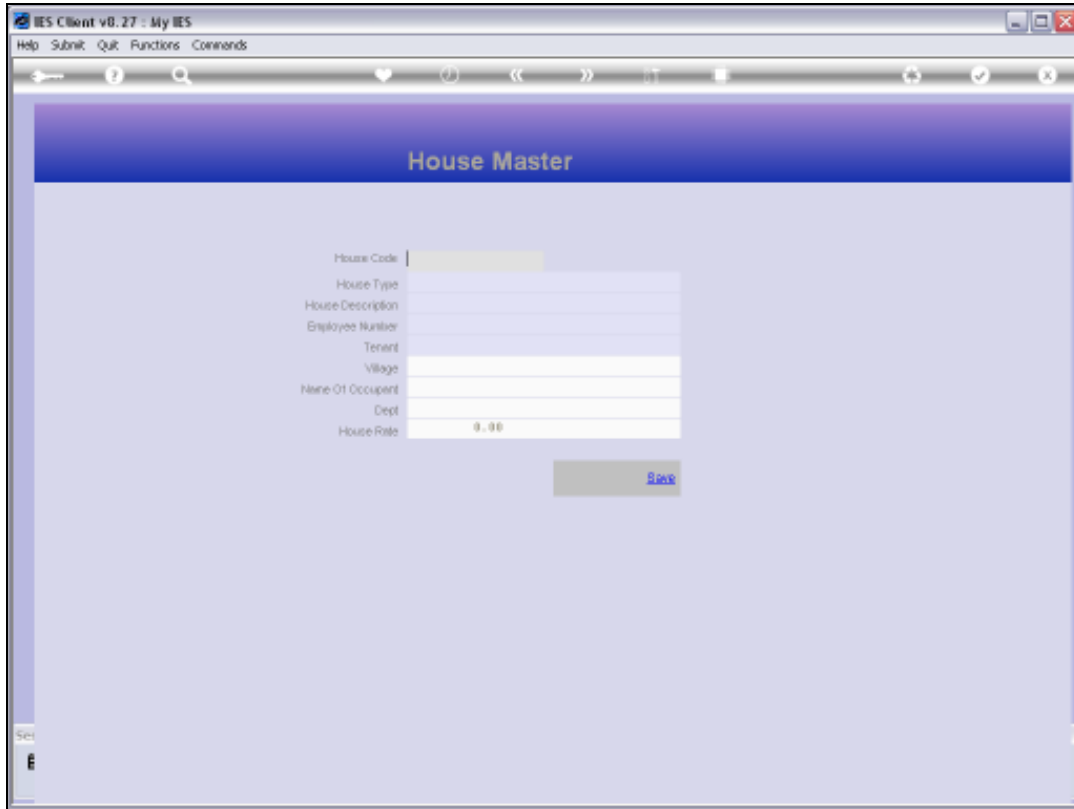 IES Client v8.27 : My IES
Help Submit Quit Functions Commands
House Master
House Code
House Type
House Description
Employee Number
Tenant
Village
Name Of Occupant
Dept
House Rate 0.00
Save
Se